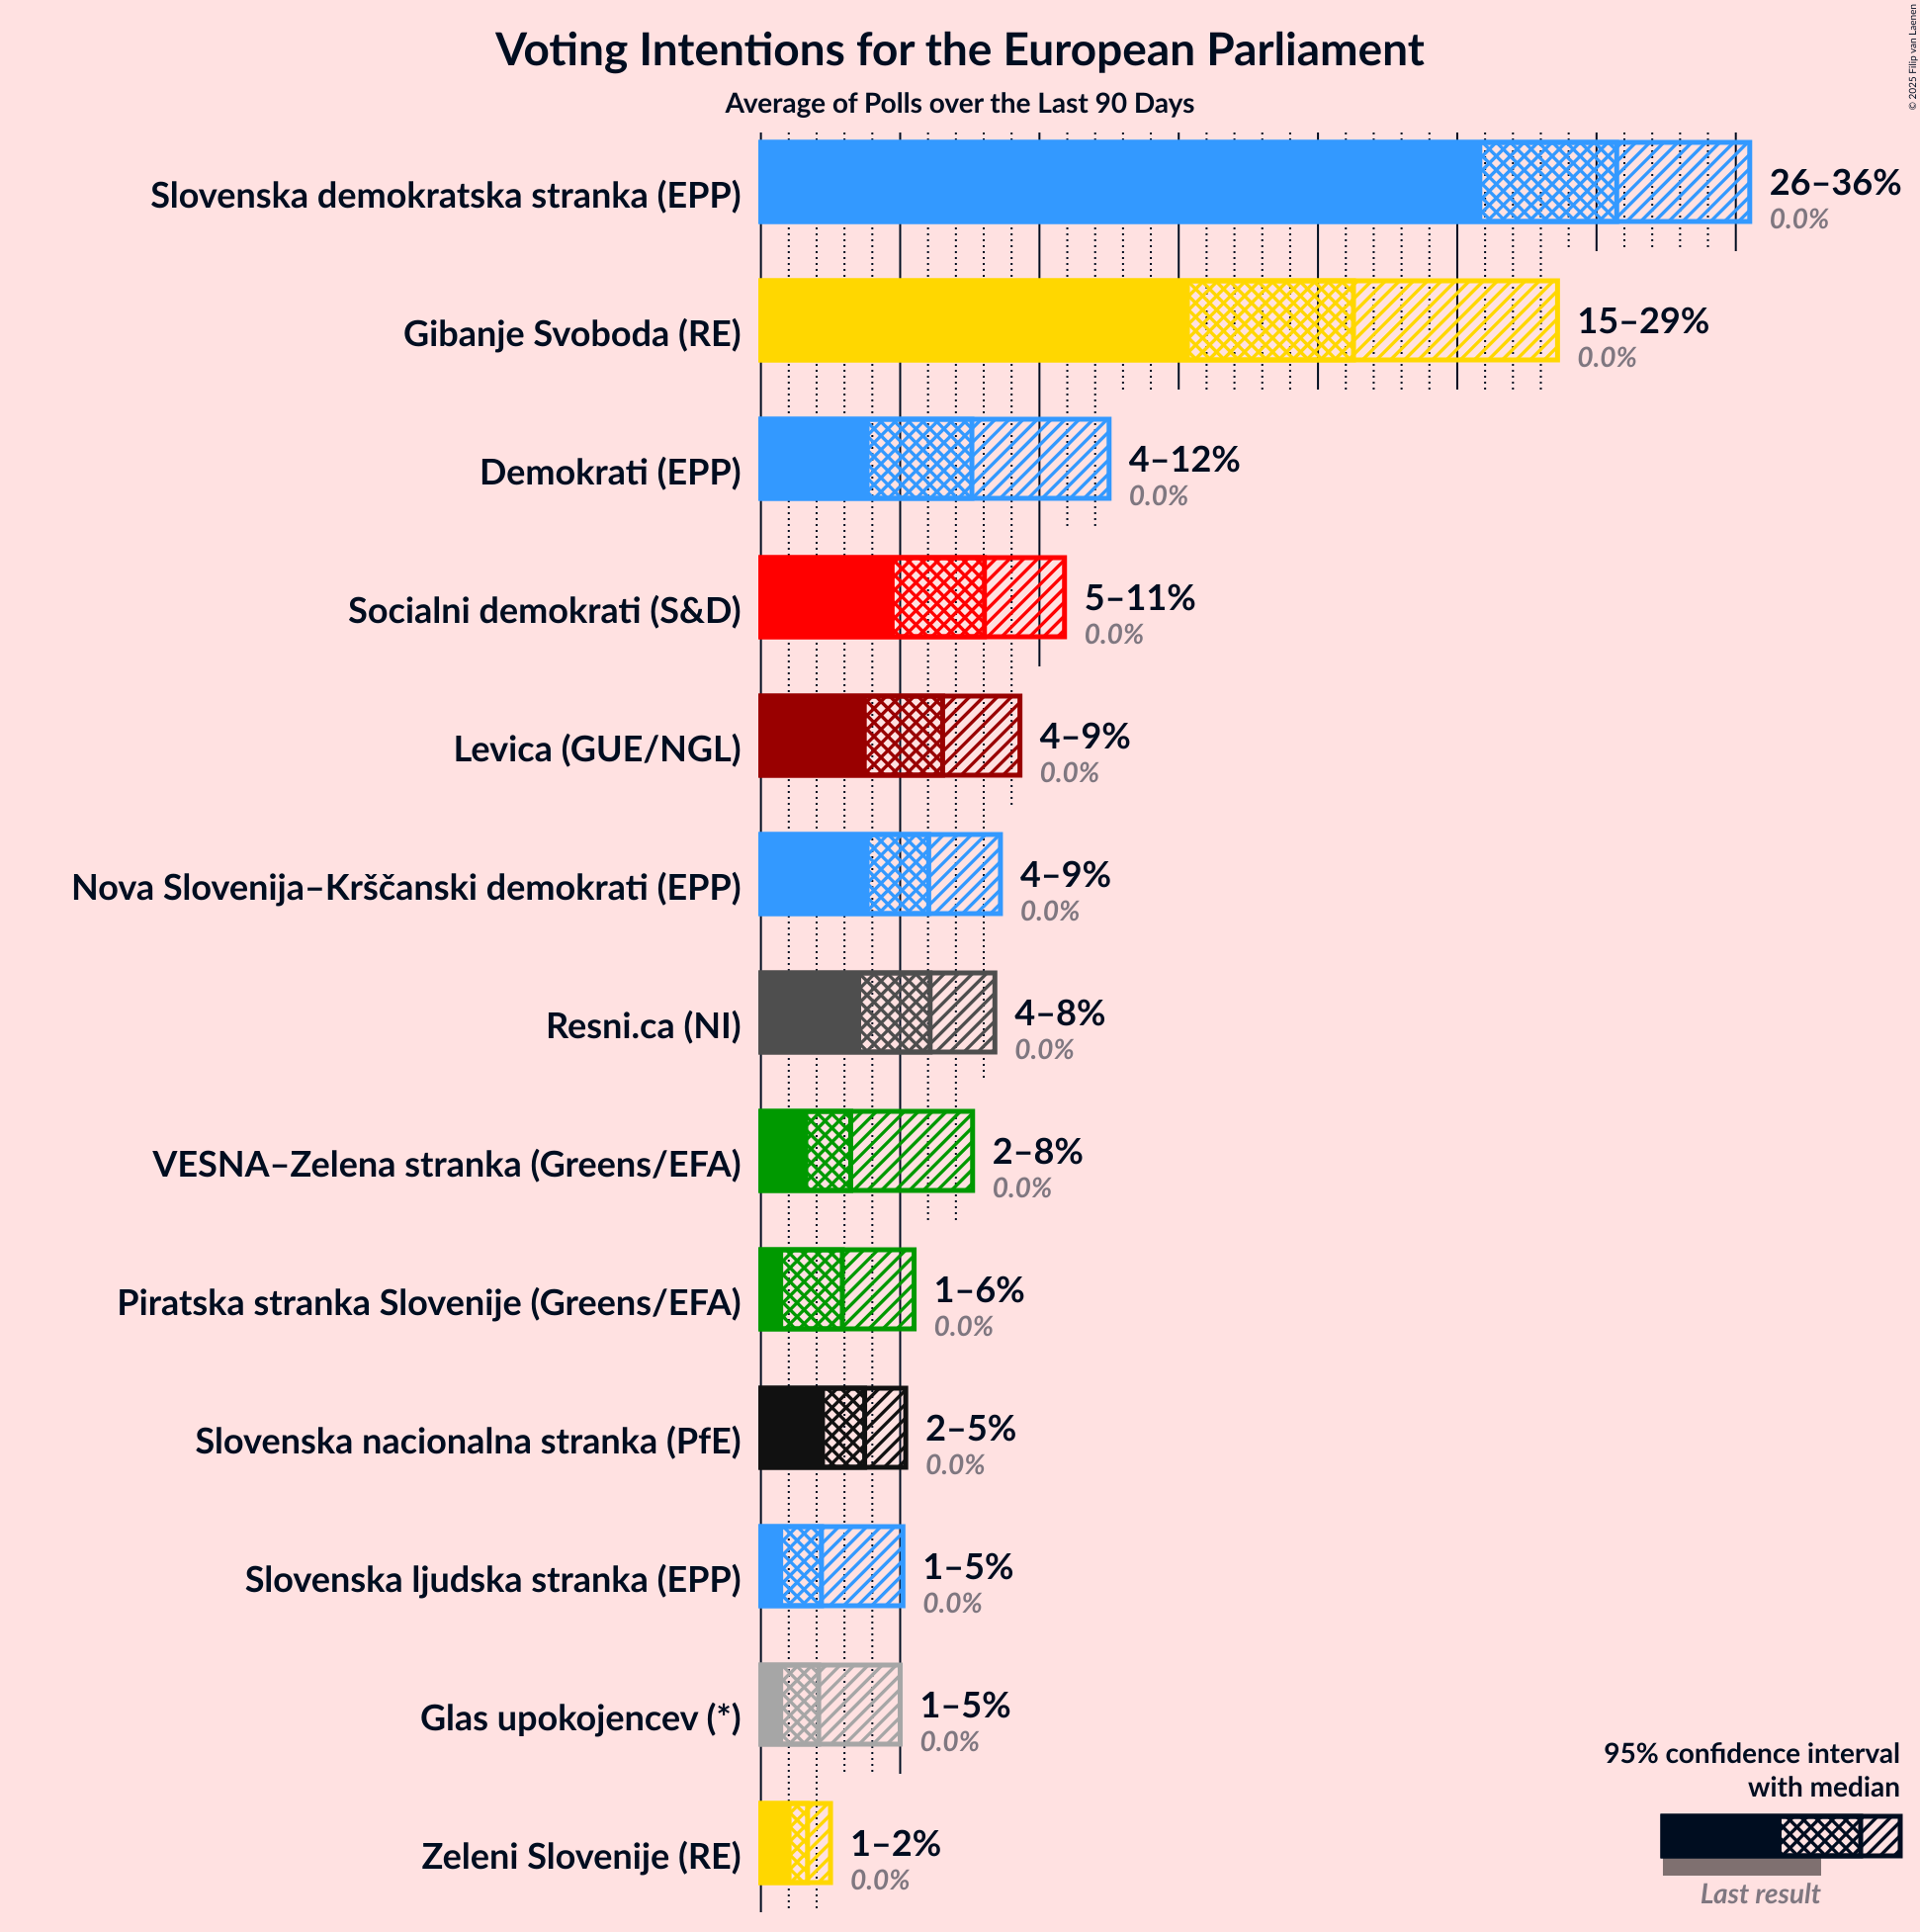 Voting Intentions for the European Parliament
Average of Polls over the Last 90 Days
© 2025 Filip van Laenen
Slovenska demokratska stranka (EPP)
26–36%
0.0%
Gibanje Svoboda (RE)
15–29%
0.0%
Demokrati (EPP)
4–12%
0.0%
Socialni demokrati (S&D)
5–11%
0.0%
Levica (GUE/NGL)
4–9%
0.0%
Nova Slovenija–Krščanski demokrati (EPP)
4–9%
0.0%
Resni.ca (NI)
4–8%
0.0%
VESNA–Zelena stranka (Greens/EFA)
2–8%
0.0%
Piratska stranka Slovenije (Greens/EFA)
1–6%
0.0%
Slovenska nacionalna stranka (PfE)
2–5%
0.0%
Slovenska ljudska stranka (EPP)
1–5%
0.0%
Glas upokojencev (*)
1–5%
0.0%
Zeleni Slovenije (RE)
1–2%
0.0%
95% confidence interval
with median
Last result